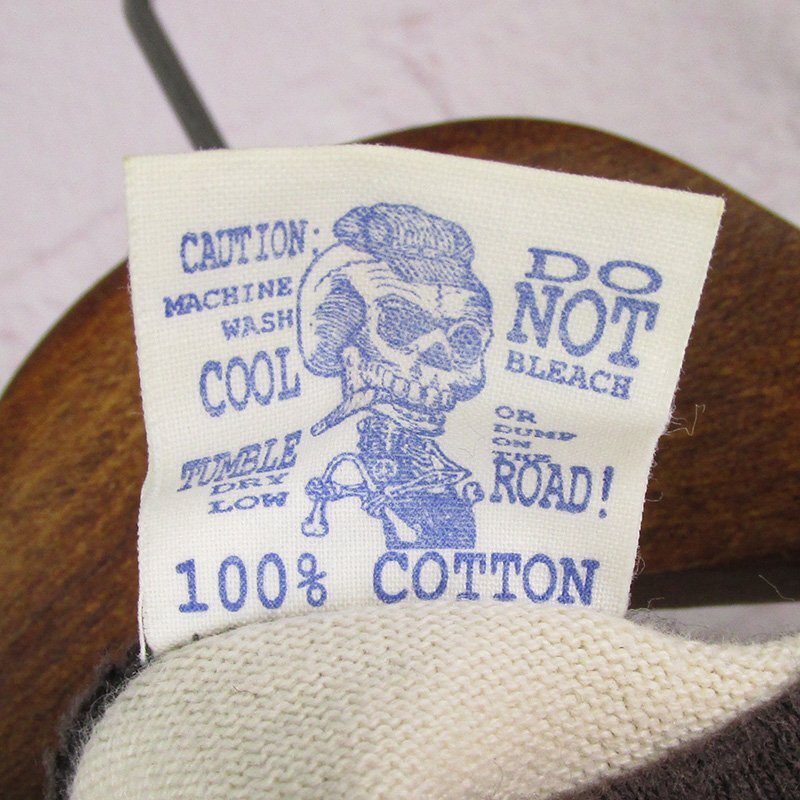 CAUTION:
MACHINE
WASH
COOL
TUMBLE
DRY
LOW
DO
NOT
BLEACH
OR
DUMP
ON
THE
ROAD!
100% COTTON